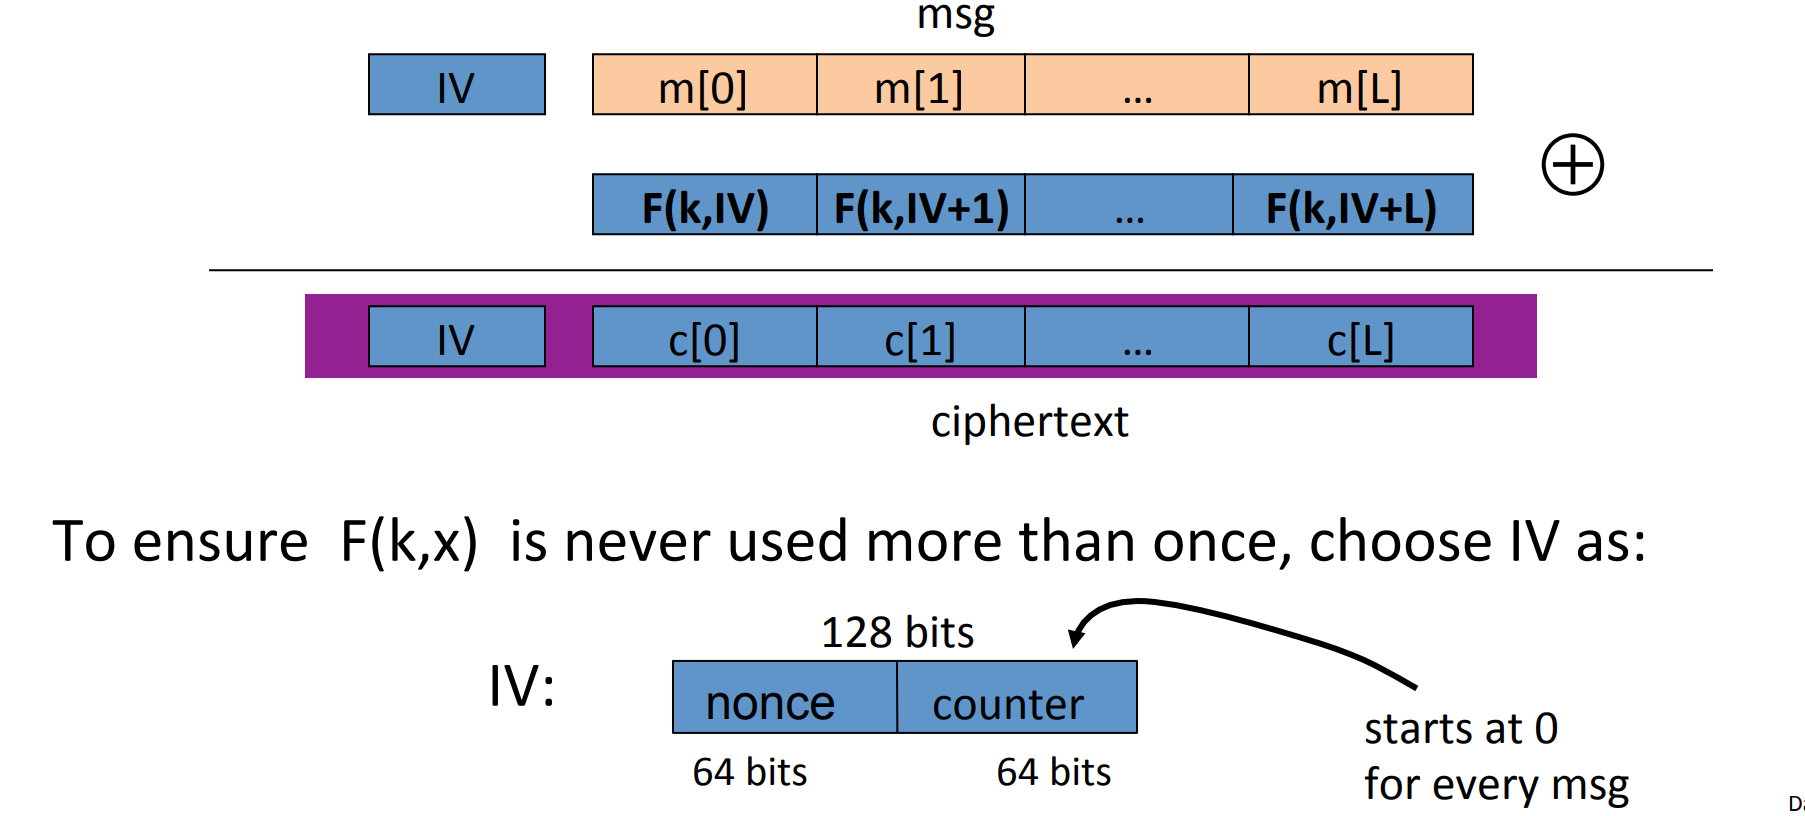 msg
IV m[0] m[1] ... m[L]
F(k,IV) F(k,IV+1) ... F(k,IV+L)
IV c[0] c[1] ... c[L]
ciphertext
To ensure F(k,x) is never used more than once, choose IV as:
128 bits
IV: nonce counter
64 bits 64 bits
starts at 0
for every msg